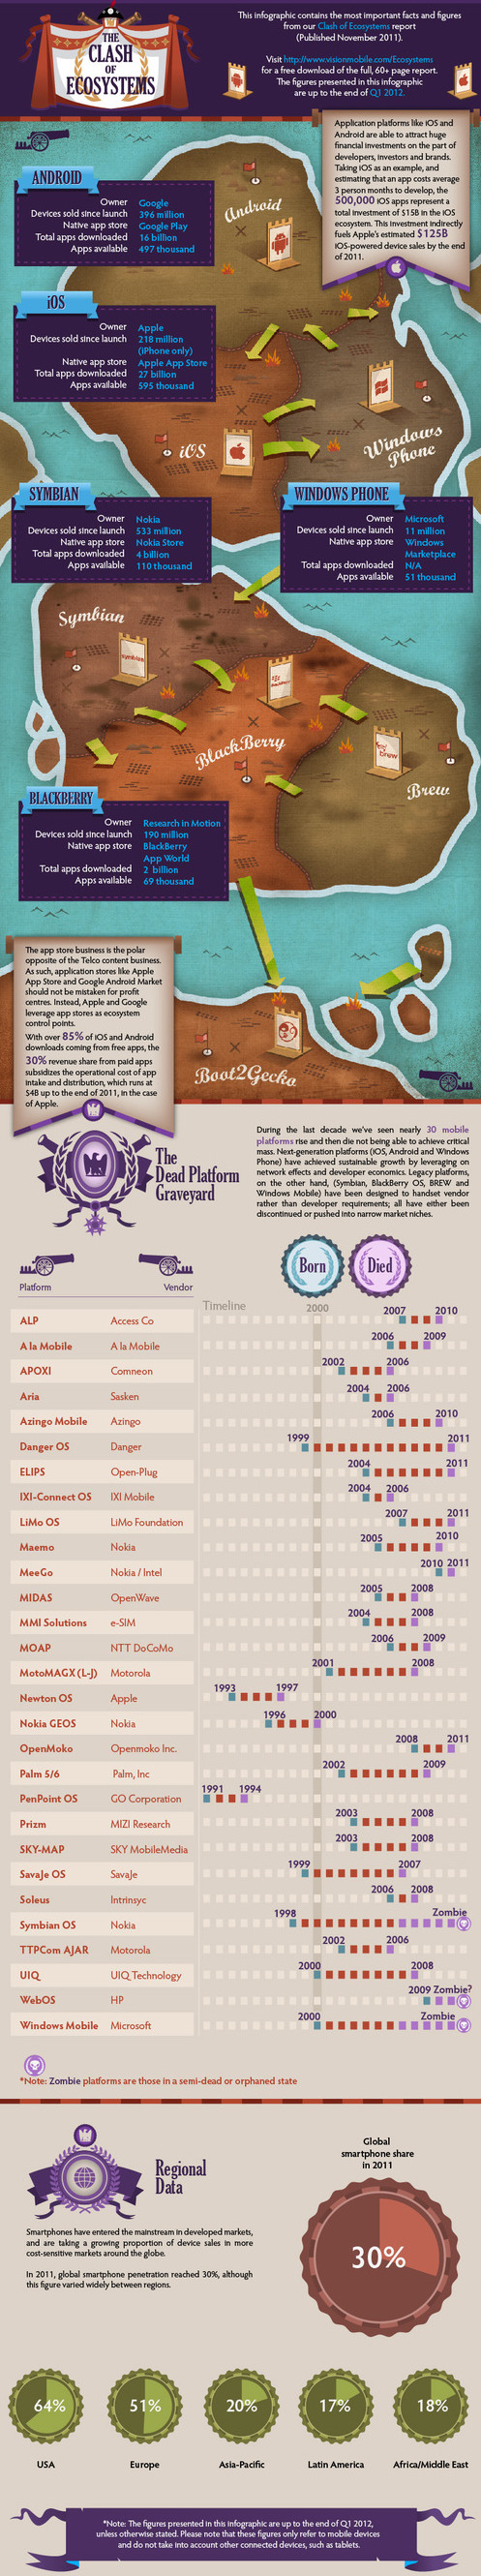 THE
CLASH
OF
ECOSYSTEMS
This infographic contains the most important facts and figures
from our Clash of Ecosystems report
(Published November 2011).
Visit http://www.visionmobile.com/Ecosystems
for a free download of the full, 60+ page report.
The figures presented in this infographic
are up to the end of Q1 2012.
Application platforms like iOS and
Android are able to attract huge
financial investments on the part of
developers, investors and brands.
Taking iOS as an example, and
estimating that an app costs average
3 person months to develop, the
500,000 iOS apps represent a
total investment of $15B in the iOS
ecosystem. This investment indirectly
fuels Apple's estimated $125B
iOS-powered device sales by the end
of 2011.
ANDROID
Owner Google
Devices sold since launch 396 million
Native app store Google Play
Total apps downloaded 16 billion
Apps available 497 thousand
Android
iOS
Owner Apple
Devices sold since launch 218 million
(iPhone only)
Native app store Apple App Store
Total apps downloaded 27 billion
Apps available 595 thousand
iOS
Windows
Phone
SYMBIAN
Owner Nokia
Devices sold since launch 533 million
Native app store Nokia Store
Total apps downloaded 4 billion
Apps available 110 thousand
WINDOWS PHONE
Owner Microsoft
Devices sold since launch 11 million
Native app store Windows
Marketplace
Total apps downloaded N/A
Apps available 51 thousand
Symbian
symbian
BlackBerry
brew
Brew
BLACKBERRY
Owner Research in Motion
Devices sold since launch 190 million
Native app store BlackBerry
App World
Total apps downloaded 2 billion
Apps available 69 thousand
The app store business is the polar
opposite of the Telco content business.
As such, application stores like Apple
App Store and Google Android Market
should not be mistaken for profit
centres. Instead, Apple and Google
leverage app stores as ecosystem
control points.
With over 85% of iOS and Android
downloads coming from free apps, the
30% revenue share from paid apps
subsidizes the operational cost of app
intake and distribution, which runs at
$4B up to the end of 2011, in the case
of Apple.
Boot2Gecko
The
Dead Platform
Graveyard
During the last decade we've seen nearly 30 mobile
platforms rise and then die not being able to achieve critical
mass. Next-generation platforms (iOS, Android and Windows
Phone) have achieved sustainable growth by leveraging on
network effects and developer economics. Legacy platforms,
on the other hand, (Symbian, BlackBerry OS, BREW and
Windows Mobile) have been designed to handset vendor
rather than developer requirements; all have either been
discontinued or pushed into narrow market niches.
Born Died
Platform Vendor
Timeline 2000
ALP Access Co 2007 2010
A la Mobile A la Mobile 2006 2009
APOXI Comneon 2002 2006
Aria Sasken 2004 2006
Azingo Mobile Azingo 2006 2010
Danger OS Danger 1999 2011
ELIPS Open-Plug 2004 2011
IXI-Connect OS IXI Mobile 2004 2006
LiMo OS LiMo Foundation 2007 2011
Maemo Nokia 2005 2010
MeeGo Nokia / Intel 2010 2011
MIDAS OpenWave 2005 2008
MMI Solutions e-SIM 2004 2008
MOAP NTT DoCoMo 2006 2009
MotoMAGX (L-J) Motorola 2001 2008
Newton OS Apple 1993 1997
Nokia GEOS Nokia 1996 2000
OpenMoko Openmoko Inc. 2008 2011
Palm 5/6 Palm, Inc 2002 2009
PenPoint OS GO Corporation 1991 1994
Prizm MIZI Research 2003 2008
SKY-MAP SKY MobileMedia 2003 2008
SavaJe OS SavaJe 1999 2007
Soleus Intrinsyc 2006 2008
Symbian OS Nokia 1998 Zombie
TTPCom AJAR Motorola 2002 2006
UIQ UIQ Technology 2000 2008
WebOS HP 2009 Zombie?
Windows Mobile Microsoft 2000 Zombie
*Note: Zombie platforms are those in a semi-dead or orphaned state
Regional
Data
Smartphones have entered the mainstream in developed markets,
and are taking a growing proportion of device sales in more
cost-sensitive markets around the globe.
In 2011, global smartphone penetration reached 30%, although
this figure varied widely between regions.
Global
smartphone share
in 2011
30%
64% 51% 20% 17% 18%
USA Europe Asia-Pacific Latin America Africa/Middle East
*Note: The figures presented in this infographic are up to the end of Q1 2012,
unless otherwise stated. Please note that these figures only refer to mobile devices
and do not take into account other connected devices, such as tablets.